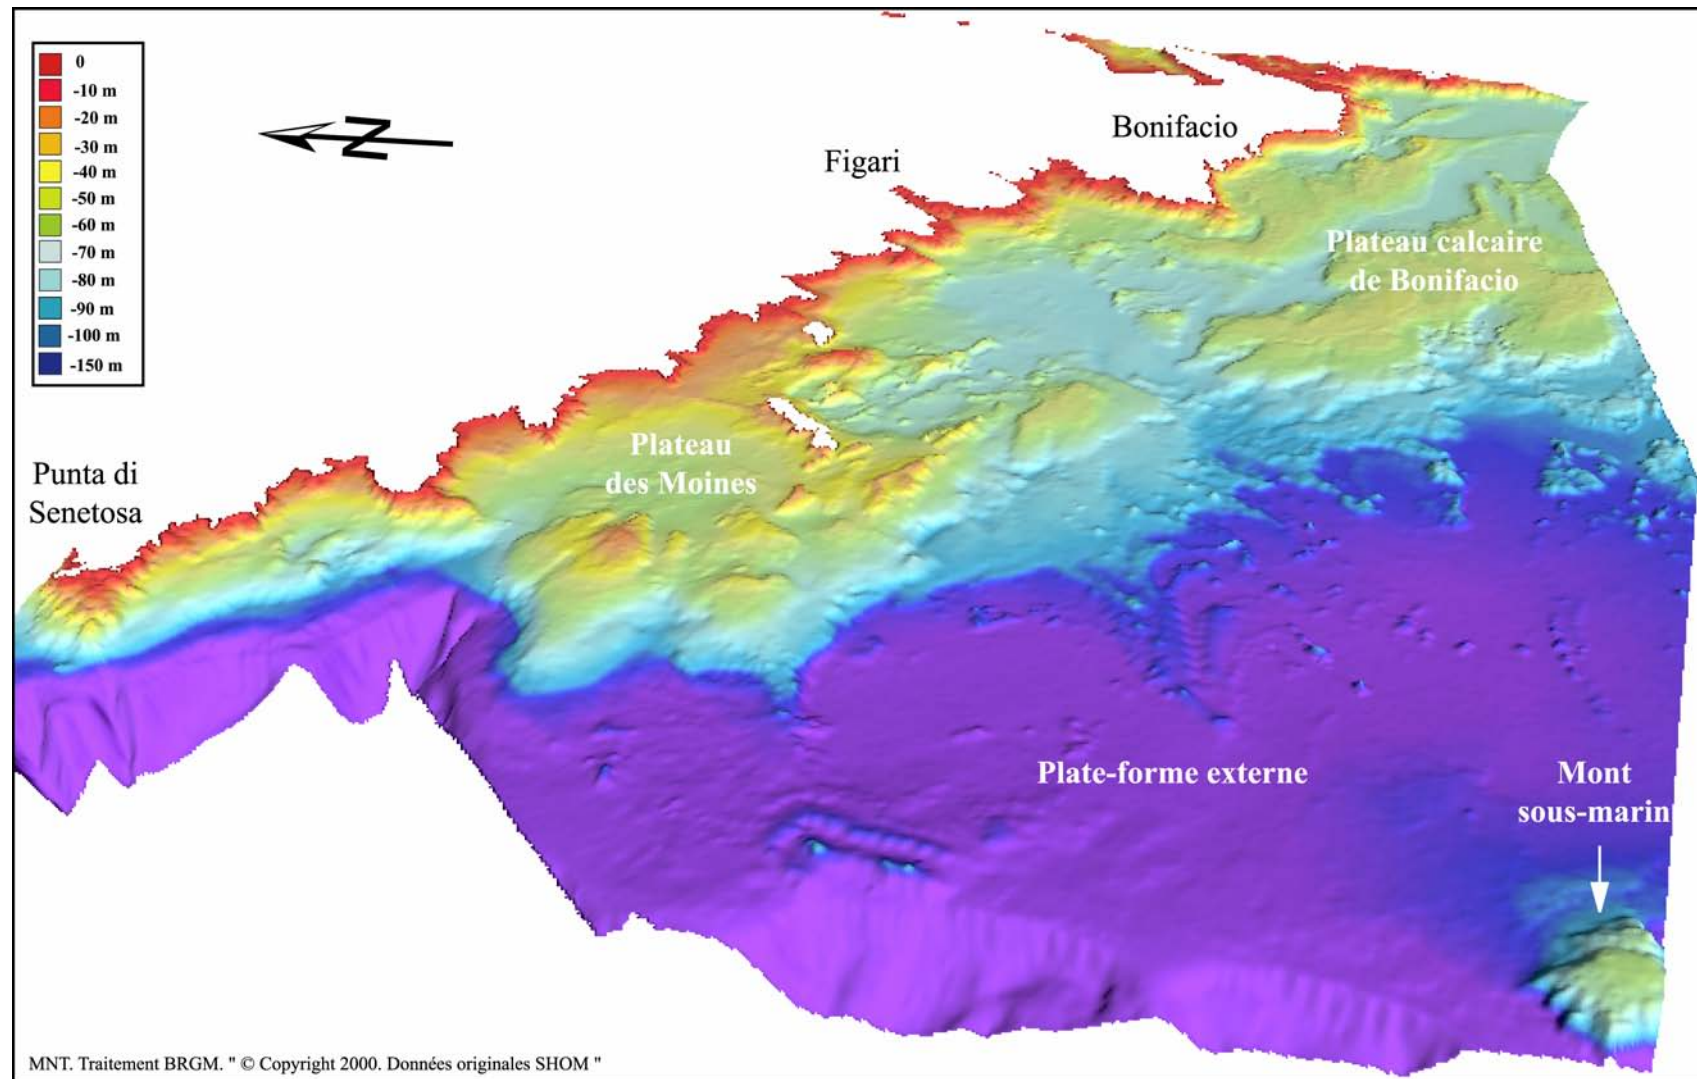 0
-10 m
-20 m
-30 m
-40 m
-50 m
-60 m
-70 m
-80 m
-90 m
-100 m
-150 m
N
Bonifacio
Figari
Plateau calcaire
de Bonifacio
Plateau
des Moines
Punta di
Senetosa
Plate-forme externe
Mont
sous-marin
MNT. Traitement BRGM. " © Copyright 2000. Données originales SHOM "